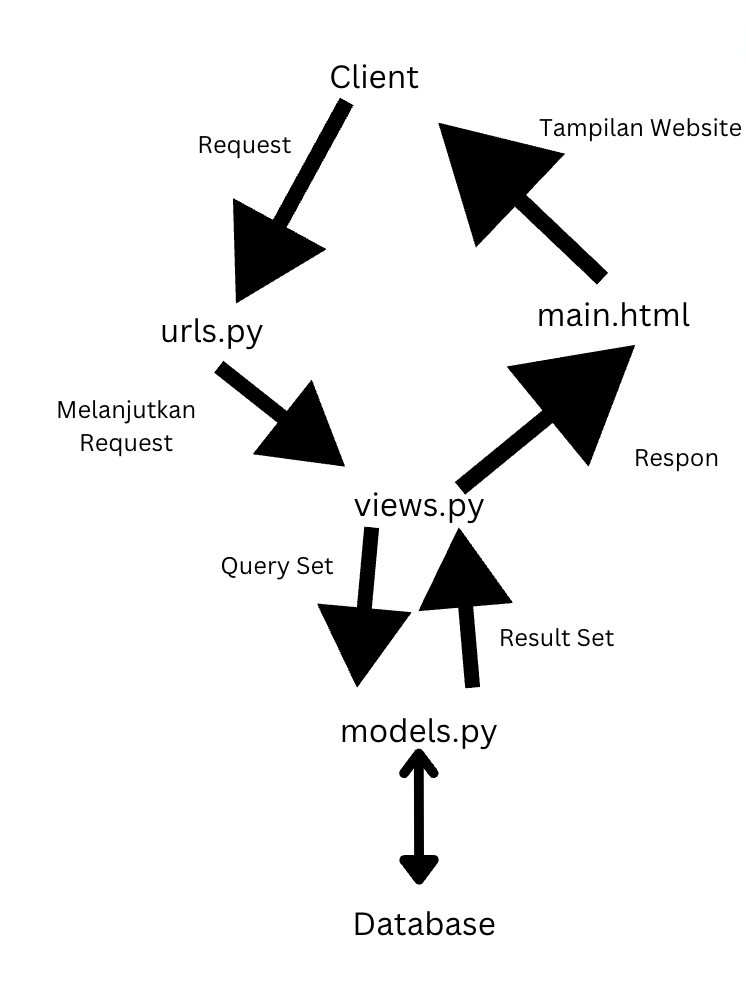 Client
Tampilan Website
Request
main.html
urls.py
Melanjutkan
Request
Respon
views.py
Query Set
Result Set
models.py
Database